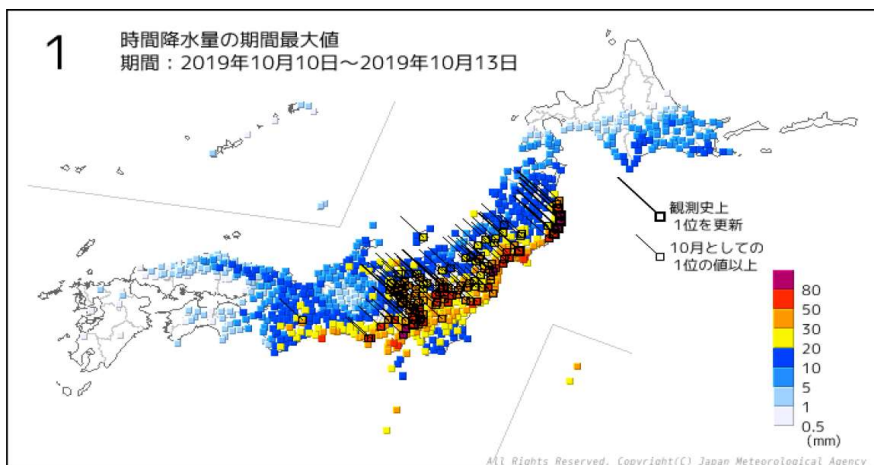 1 時間降水量の期間最大値
期間：2019年10月10日～2019年10月13日
観測史上
1位を更新
10月としての
1位の値以上
80
50
30
20
10
5
1
0.5
(mm)
All Rights Reserved. Copyright(C) Japan Meteorological Agency